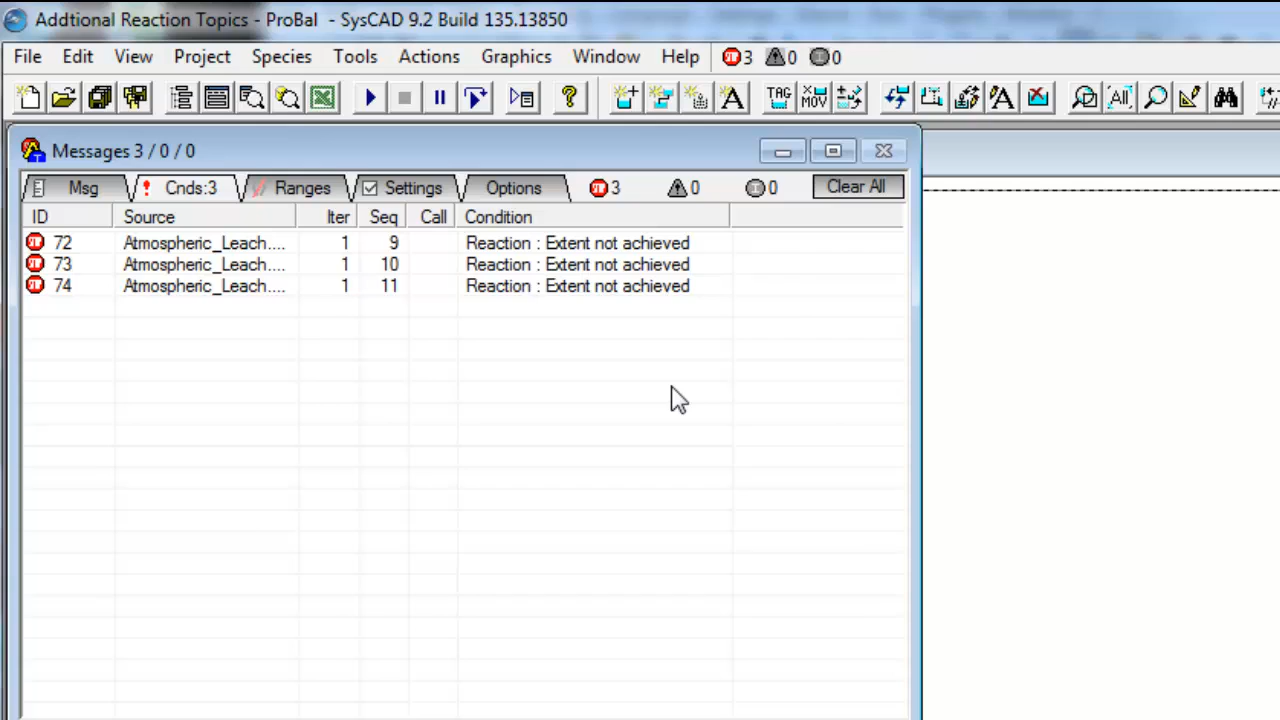 Addtional Reaction Topics - ProBal - SysCAD 9.2 Build 135.13850
File Edit View Project Species Tools Actions Graphics Window Help 3 0 0
TAG MOV All
Messages 3 / 0 / 0
Msg Cnds:3 Ranges Settings Options 3 0 0 Clear All
ID Source Iter Seq Call Condition
72 Atmospheric_Leach.... 1 9 Reaction : Extent not achieved
73 Atmospheric_Leach.... 1 10 Reaction : Extent not achieved
74 Atmospheric_Leach.... 1 11 Reaction : Extent not achieved